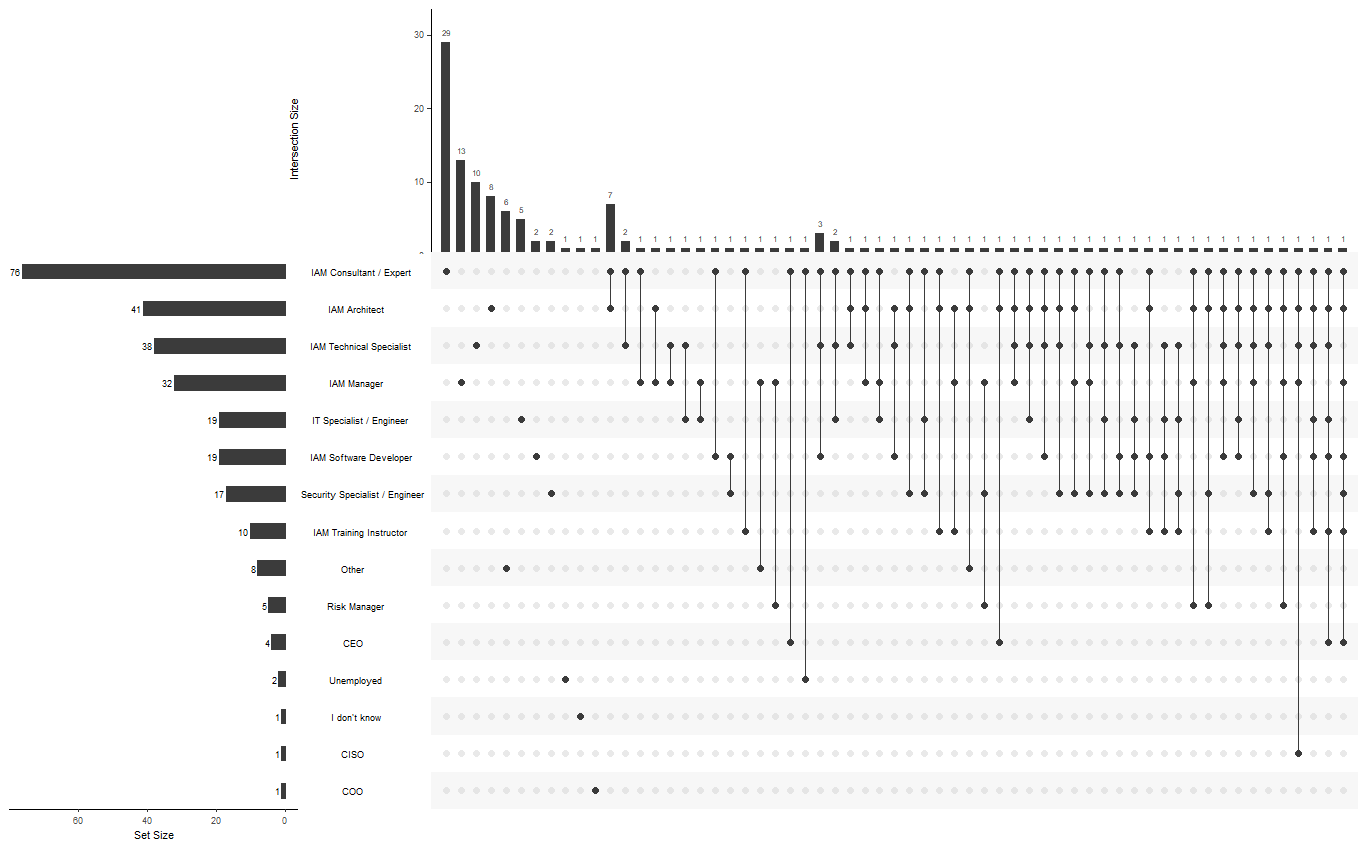 Intersection Size
30
20
10
29 13 10 8 6 5 2 2 1 1 1 7 2 1 1 1 1 1 1 1 1 1 1 1 1 3 2 1 1 1 1 1 1 1 1 1 1 1 1 1 1 1 1 1 1 1 1 1 1 1 1 1 1 1 1 1 1 1 1 1 1
76 IAM Consultant / Expert
41 IAM Architect
38 IAM Technical Specialist
32 IAM Manager
19 IT Specialist / Engineer
19 IAM Software Developer
17 Security Specialist / Engineer
10 IAM Training Instructor
8 Other
5 Risk Manager
4 CEO
2 Unemployed
1 I don't know
1 CISO
1 COO
60 40 20 0
Set Size